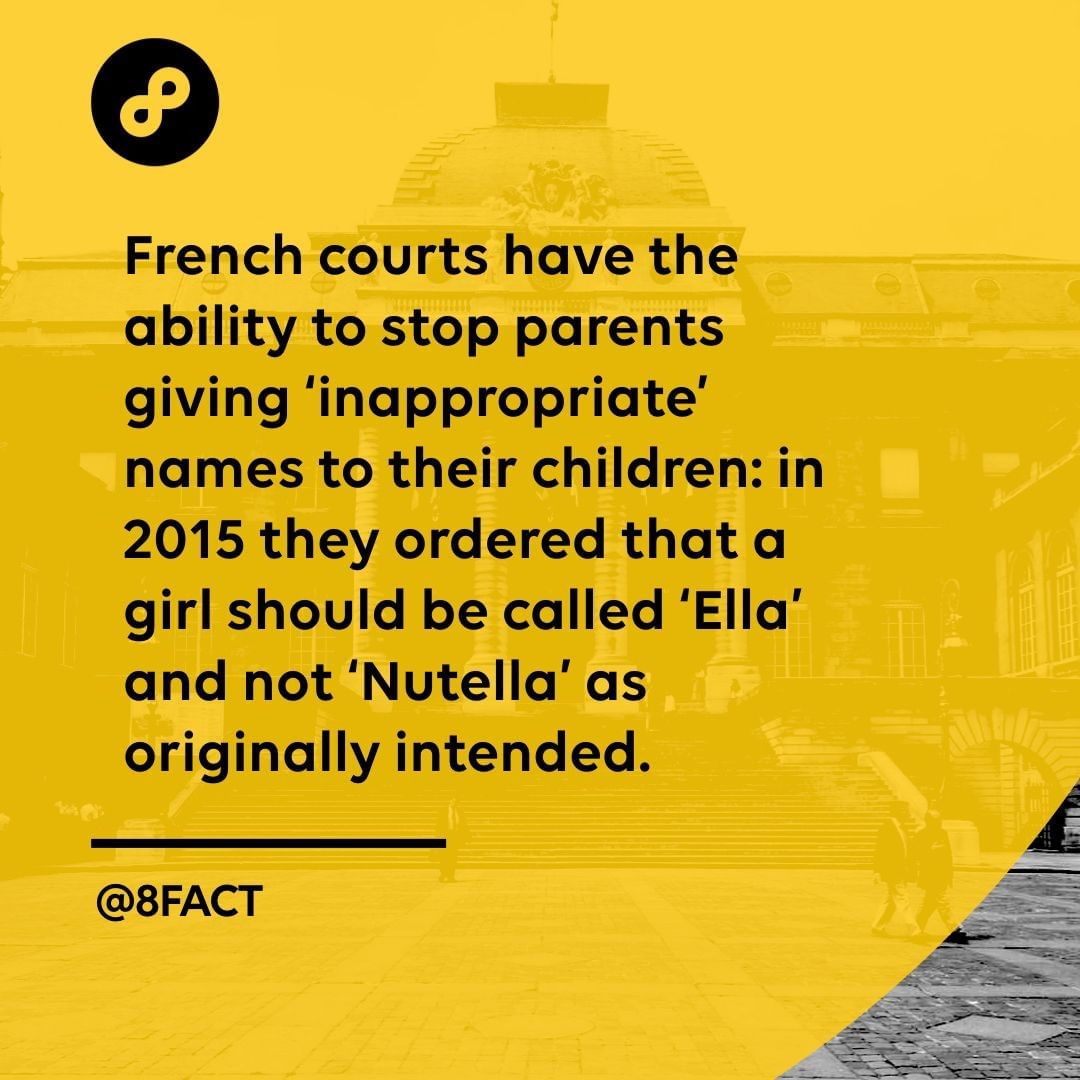 French courts have the
ability to stop parents
giving ‘inappropriate’
names to their children: in
2015 they ordered that a
girl should be called ‘Ella’
and not ‘Nutella’ as
originally intended.
@8FACT